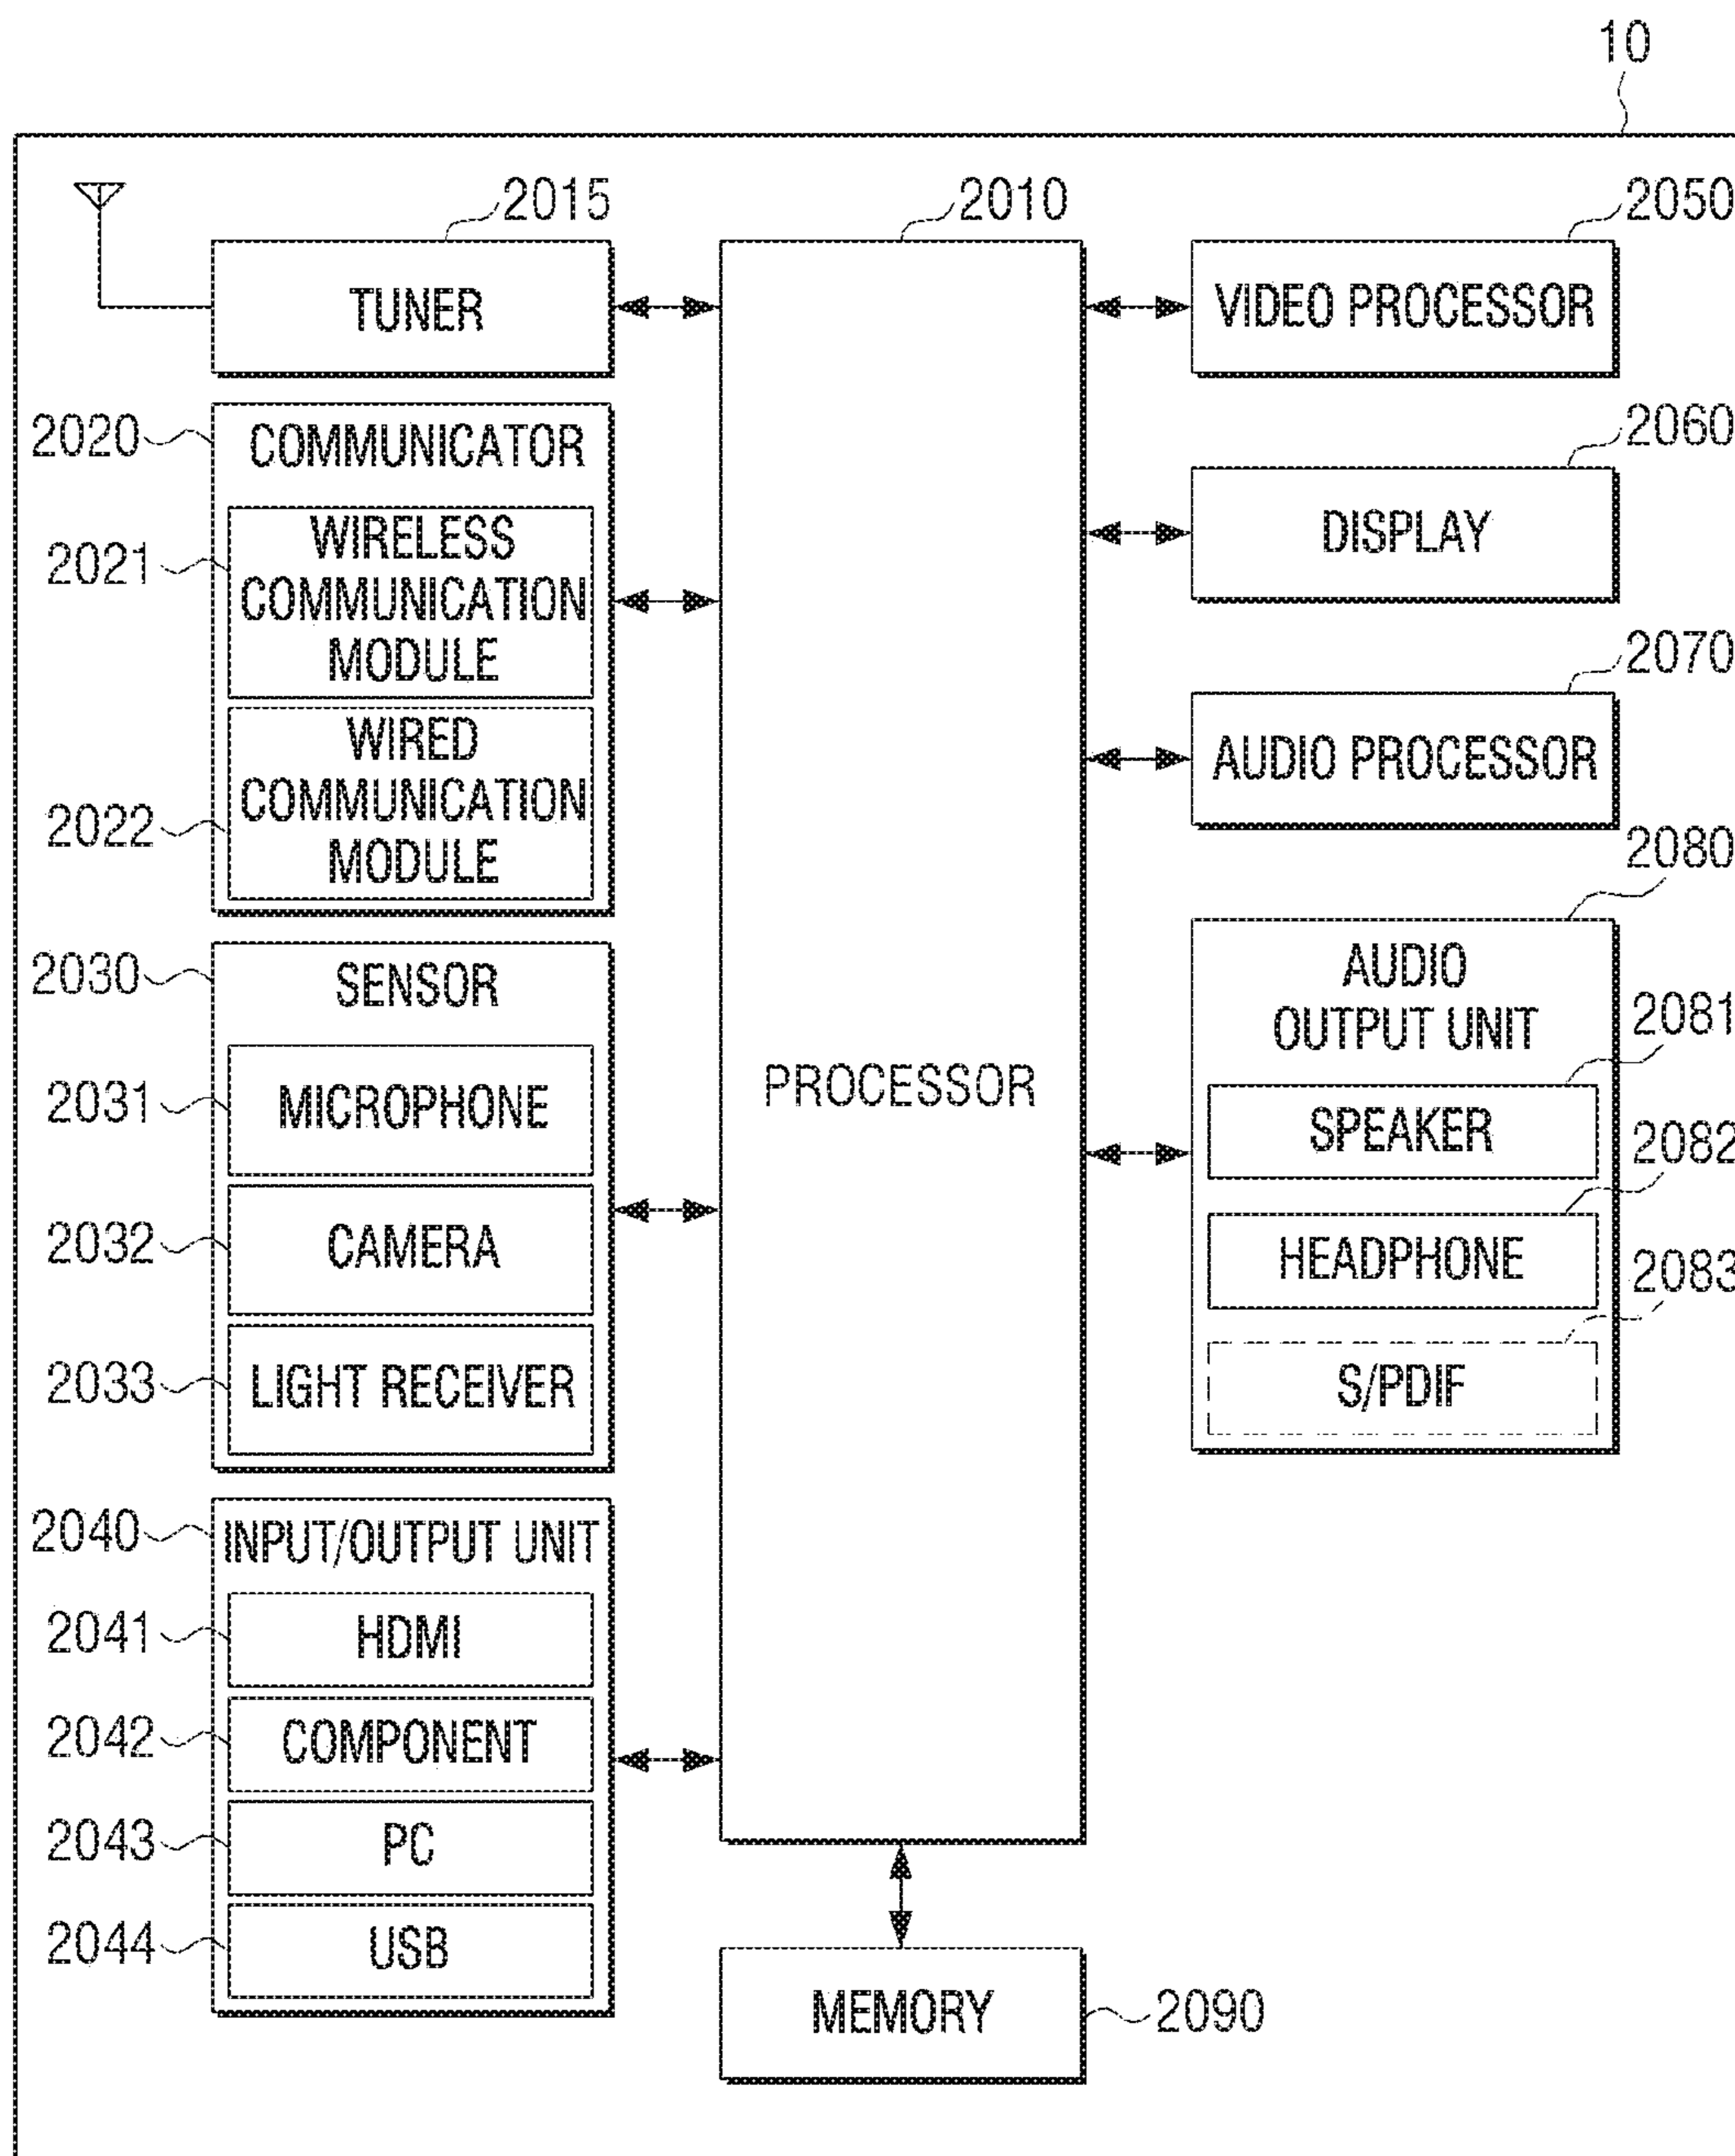 10
2015
2010
2050
TUNER
VIDEO PROCESSOR
2020
COMMUNICATOR
2021
WIRELESS
COMMUNICATION
MODULE
2022
WIRED
COMMUNICATION
MODULE
2060
DISPLAY
2070
AUDIO PROCESSOR
2030
SENSOR
2031
MICROPHONE
2032
CAMERA
2033
LIGHT RECEIVER
PROCESSOR
2080
AUDIO
OUTPUT UNIT
2081
SPEAKER
2082
HEADPHONE
2083
S/PDIF
2040
INPUT/OUTPUT UNIT
2041
HDMI
2042
COMPONENT
2043
PC
2044
USB
MEMORY
2090